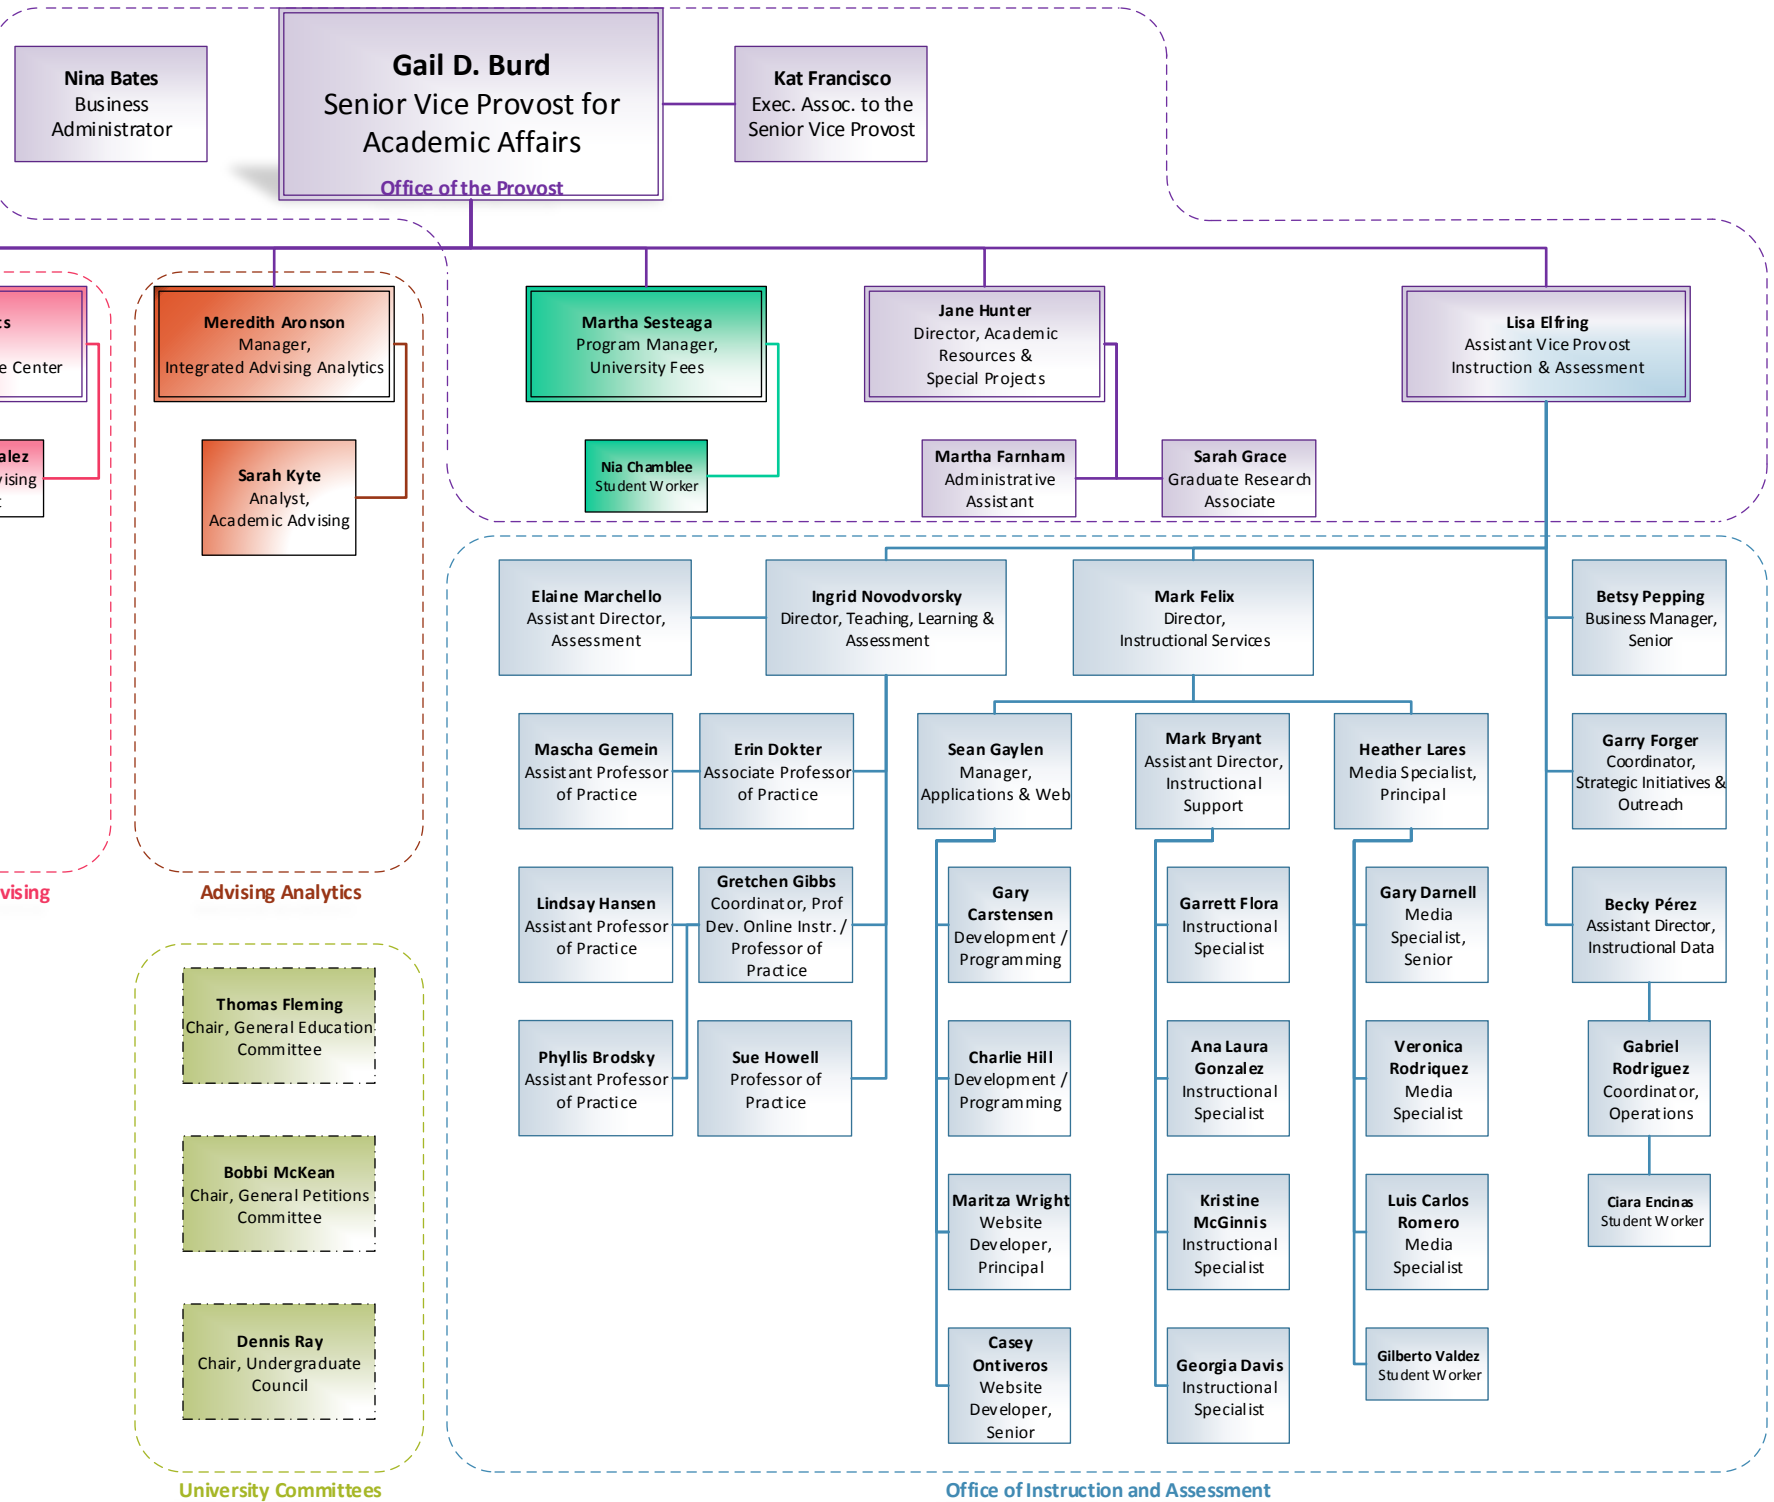 Nina Bates
Business
Administrator
Gail D. Burd
Senior Vice Provost for
Academic Affairs
Office of the Provost
Kat Francisco
Exec. Assoc. to the
Senior Vice Provost
ts
e Center
Meredith Aronson
Manager,
Integrated Advising Analytics
Martha Sesteaga
Program Manager,
University Fees
Jane Hunter
Director, Academic
Resources &
Special Projects
Lisa Elfring
Assistant Vice Provost
Instruction & Assessment
alez
vising
t
Sarah Kyte
Analyst,
Academic Advising
Nia Chamblee
Student Worker
Martha Farnham
Administrative
Assistant
Sarah Grace
Graduate Research
Associate
Elaine Marchello
Assistant Director,
Assessment
Ingrid Novodvorsky
Director, Teaching, Learning &
Assessment
Mark Felix
Director,
Instructional Services
Betsy Pepping
Business Manager,
Senior
Mascha Gemein
Assistant Professor
of Practice
Erin Dokter
Associate Professor
of Practice
Sean Gaylen
Manager,
Applications & Web
Mark Bryant
Assistant Director,
Instructional
Support
Heather Lares
Media Specialist,
Principal
Garry Forger
Coordinator,
Strategic Initiatives &
Outreach
vising
Advising Analytics
Lindsay Hansen
Assistant Professor
of Practice
Gretchen Gibbs
Coordinator, Prof
Dev. Online Instr. /
Professor of
Practice
Gary
Carstensen
Development /
Programming
Garrett Flora
Instructional
Specialist
Gary Darnell
Media
Specialist,
Senior
Becky Pérez
Assistant Director,
Instructional Data
Thomas Fleming
Chair, General Education
Committee
Phyllis Brodsky
Assistant Professor
of Practice
Sue Howell
Professor of
Practice
Charlie Hill
Development /
Programming
Ana Laura
Gonzalez
Instructional
Specialist
Veronica
Rodriquez
Media
Specialist
Gabriel
Rodriguez
Coordinator,
Operations
Bobbi McKean
Chair, General Petitions
Committee
Maritza Wright
Website
Developer,
Principal
Kristine
McGinnis
Instructional
Specialist
Luis Carlos
Romero
Media
Specialist
Ciara Encinas
Student Worker
Dennis Ray
Chair, Undergraduate
Council
Casey
Ontiveros
Website
Developer,
Senior
Georgia Davis
Instructional
Specialist
Gilberto Valdez
Student Worker
University Committees
Office of Instruction and Assessment